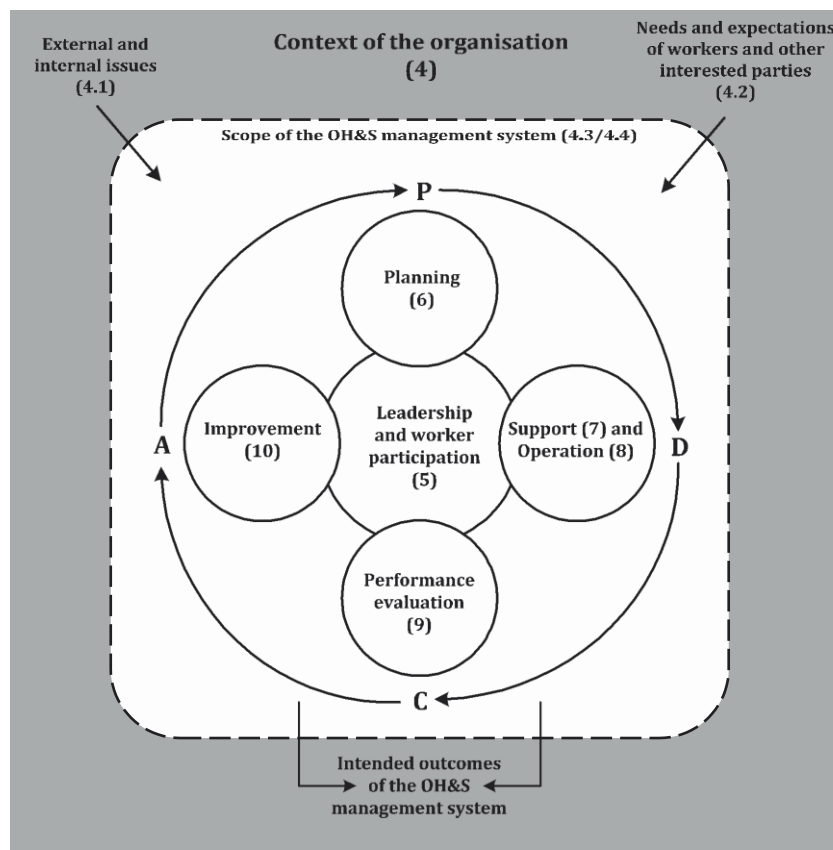 Context of the organisation
(4)
External and
internal issues
(4.1)
Needs and expectations
of workers and other
interested parties
(4.2)
Scope of the OH&S management system (4.3/4.4)
P
Planning
(6)
A
Improvement
(10)
Leadership
and worker
participation
(5)
Support (7) and
Operation (8)
D
Performance
evaluation
(9)
C
Intended outcomes
of the OH&S
management system